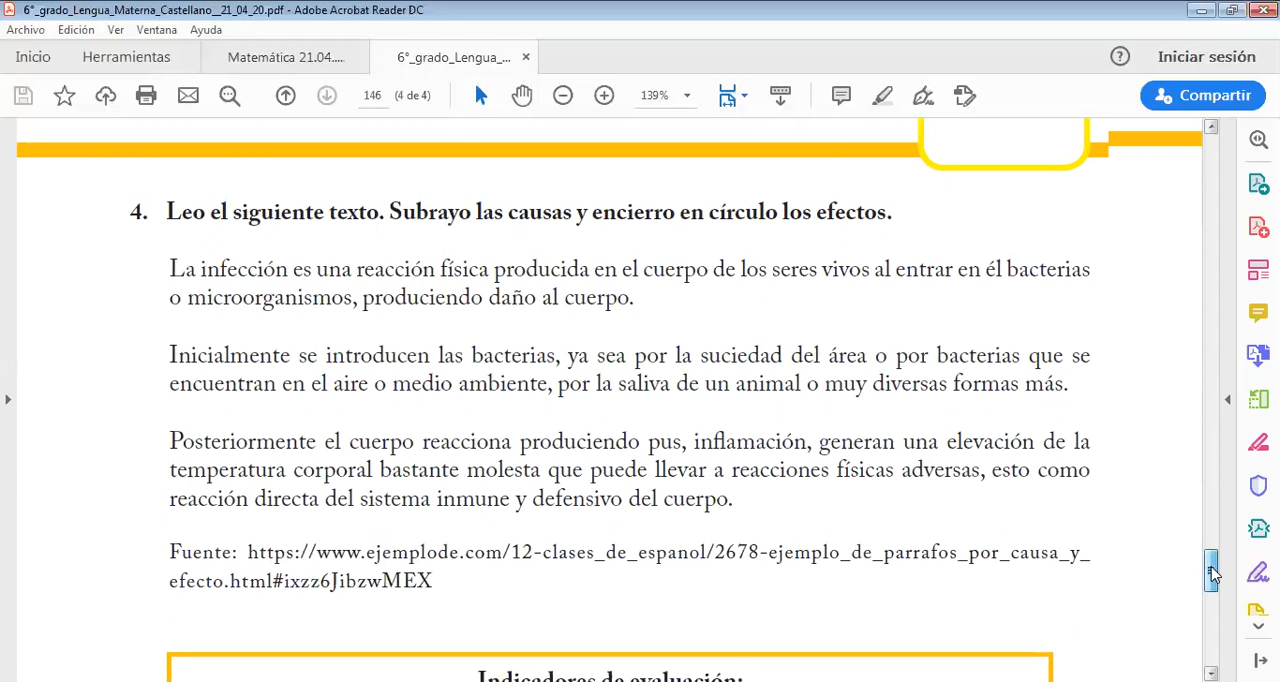 6°_grado_Lengua_Materna_Castellano__21_04_20.pdf - Adobe Acrobat Reader DC
Archivo Edición Ver Ventana Ayuda
Inicio Herramientas Matemática 21.04.... 6°_grado_Lengua_... × ? Iniciar sesión
146 (4 de 4) 139% Compartir
4. Leo el siguiente texto. Subrayo las causas y encierro en círculo los efectos.
La infección es una reacción física producida en el cuerpo de los seres vivos al entrar en él bacterias
o microorganismos, produciendo daño al cuerpo.
Inicialmente se introducen las bacterias, ya sea por la suciedad del área o por bacterias que se
encuentran en el aire o medio ambiente, por la saliva de un animal o muy diversas formas más.
Posteriormente el cuerpo reacciona produciendo pus, inflamación, generan una elevación de la
temperatura corporal bastante molesta que puede llevar a reacciones físicas adversas, esto como
reacción directa del sistema inmune y defensivo del cuerpo.
Fuente: https://www.ejemplode.com/12-clases_de_espanol/2678-ejemplo_de_parrafos_por_causa_y_
efecto.html#ixzz6JibzwMEX
Indicadores de evaluación: